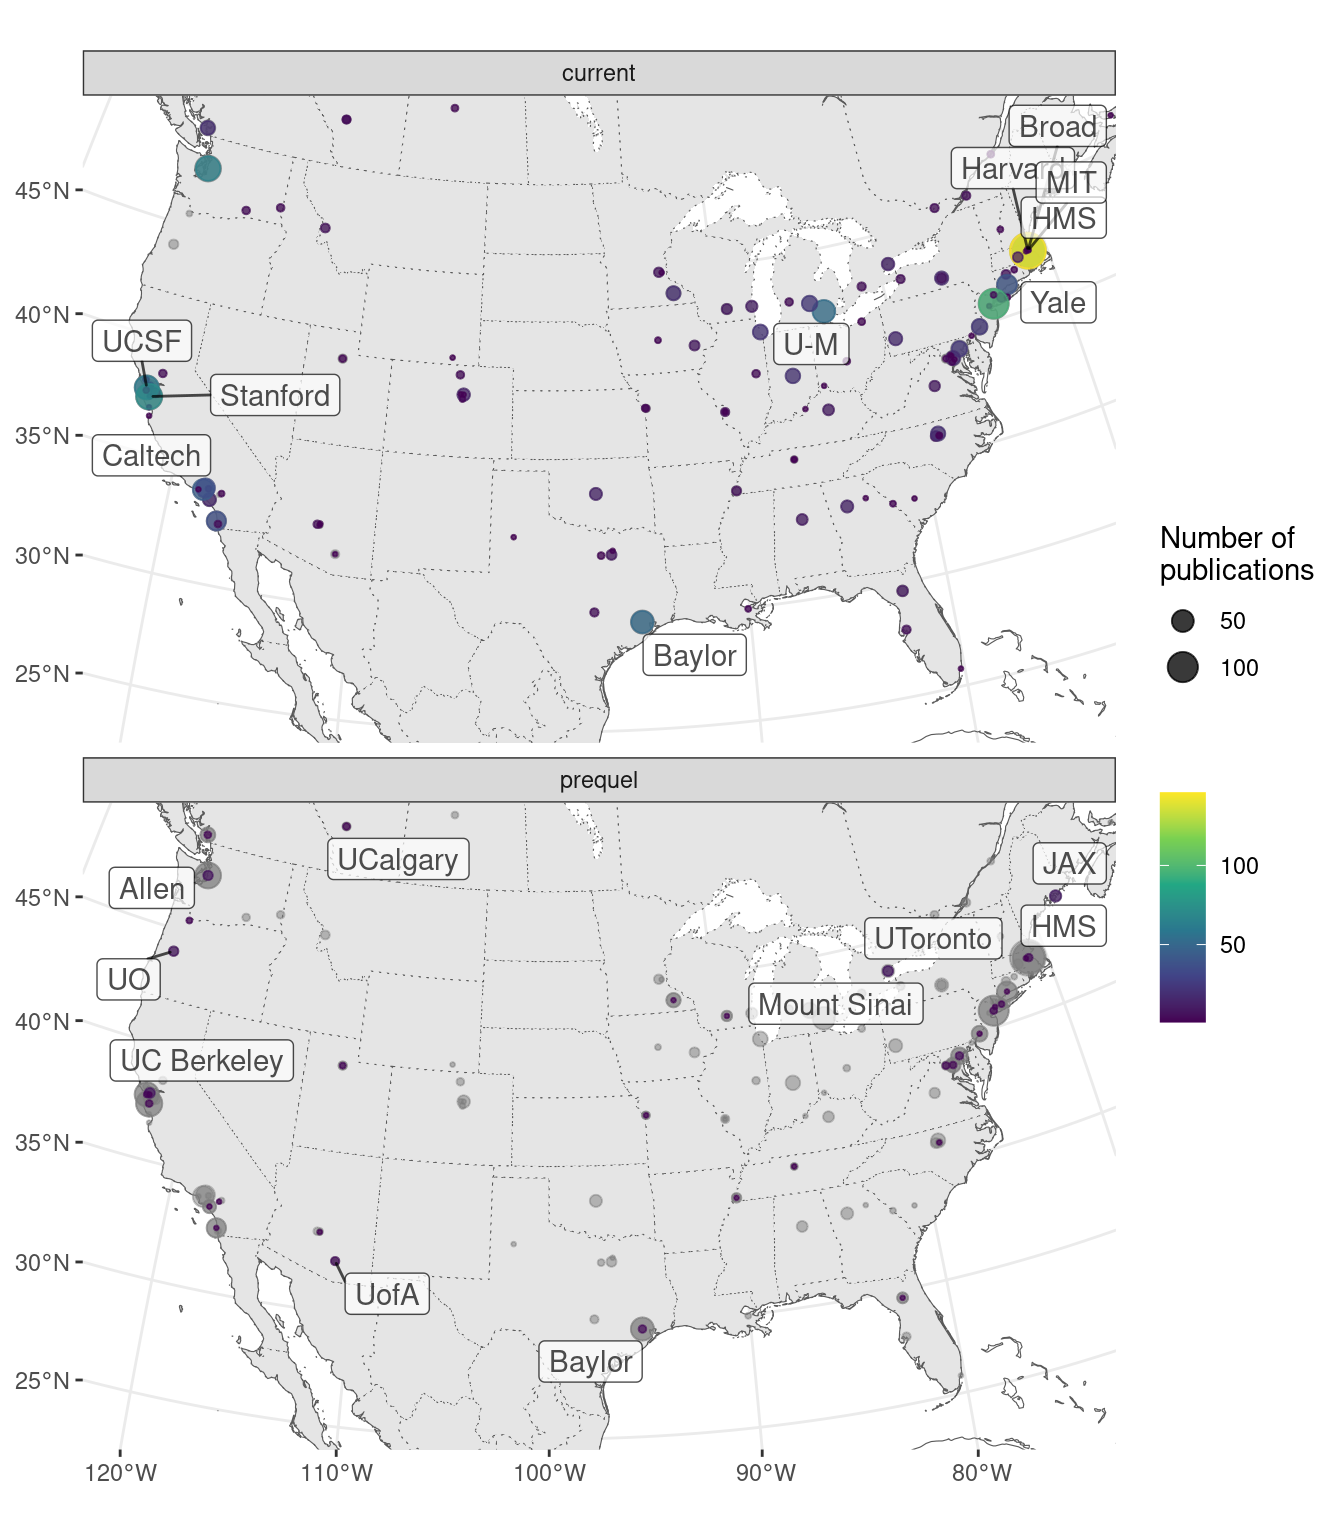 current
Broad
Harvard
MIT
HMS
Yale
U-M
UCSF
Stanford
Caltech
Baylor
45°N
40°N
35°N
30°N
25°N
prequel
UCalgary
Allen
UO
UC Berkeley
JAX
HMS
UToronto
Mount Sinai
UofA
Baylor
45°N
40°N
35°N
30°N
25°N
120°W
110°W
100°W
90°W
80°W
Number of
publications
50
100
100
50